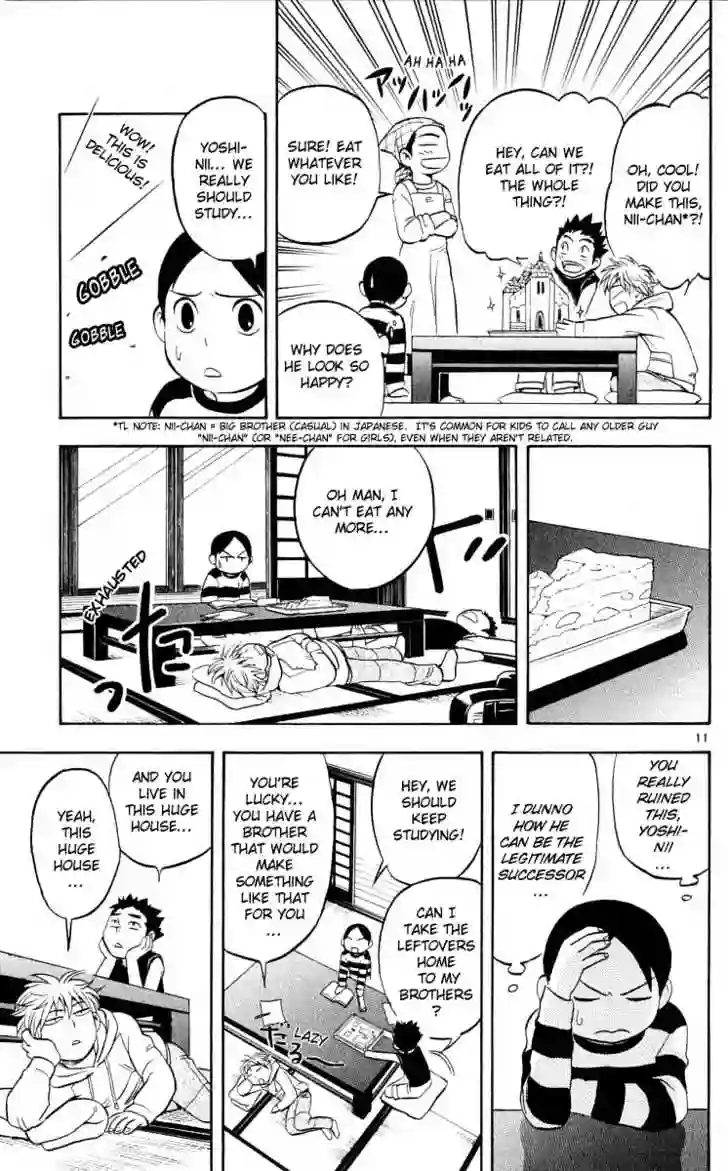 OH, COOL!
DID YOU
MAKE THIS,
NII-CHAN*?!
HEY, CAN WE
EAT ALL OF IT?!
THE WHOLE
THING?!
AH HA HA
アッハッハッ
SURE! EAT
WHATEVER
YOU LIKE!
WHY DOES
HE LOOK SO
HAPPY?
YOSHI-
NII... WE
REALLY
SHOULD
STUDY...
WOW!
THIS IS
DELICIOUS!
GOBBLE
GOBBLE
*TL NOTE: NII-CHAN = BIG BROTHER (CASUAL) IN JAPANESE. IT'S COMMON FOR KIDS TO CALL ANY OLDER GUY
"NII-CHAN" (OR "NEE-CHAN" FOR GIRLS), EVEN WHEN THEY AREN'T RELATED.
OH MAN, I
CAN'T EAT ANY
MORE...
EXHAUSTED
11
YOU
REALLY
RUINED
THIS,
YOSHI-
NII
...
I DUNNO
HOW HE
CAN BE THE
LEGITIMATE
SUCCESSOR
...
HEY, WE
SHOULD
KEEP
STUDYING!
CAN I
TAKE THE
LEFTOVERS
HOME
TO MY
BROTHERS
?
LAZY
だる〜
YOU'RE
LUCKY...
YOU HAVE A
BROTHER
THAT WOULD
MAKE
SOMETHING
LIKE THAT
FOR YOU
...
AND YOU
LIVE IN
THIS HUGE
HOUSE...
YEAH,
THIS
HUGE
HOUSE
...